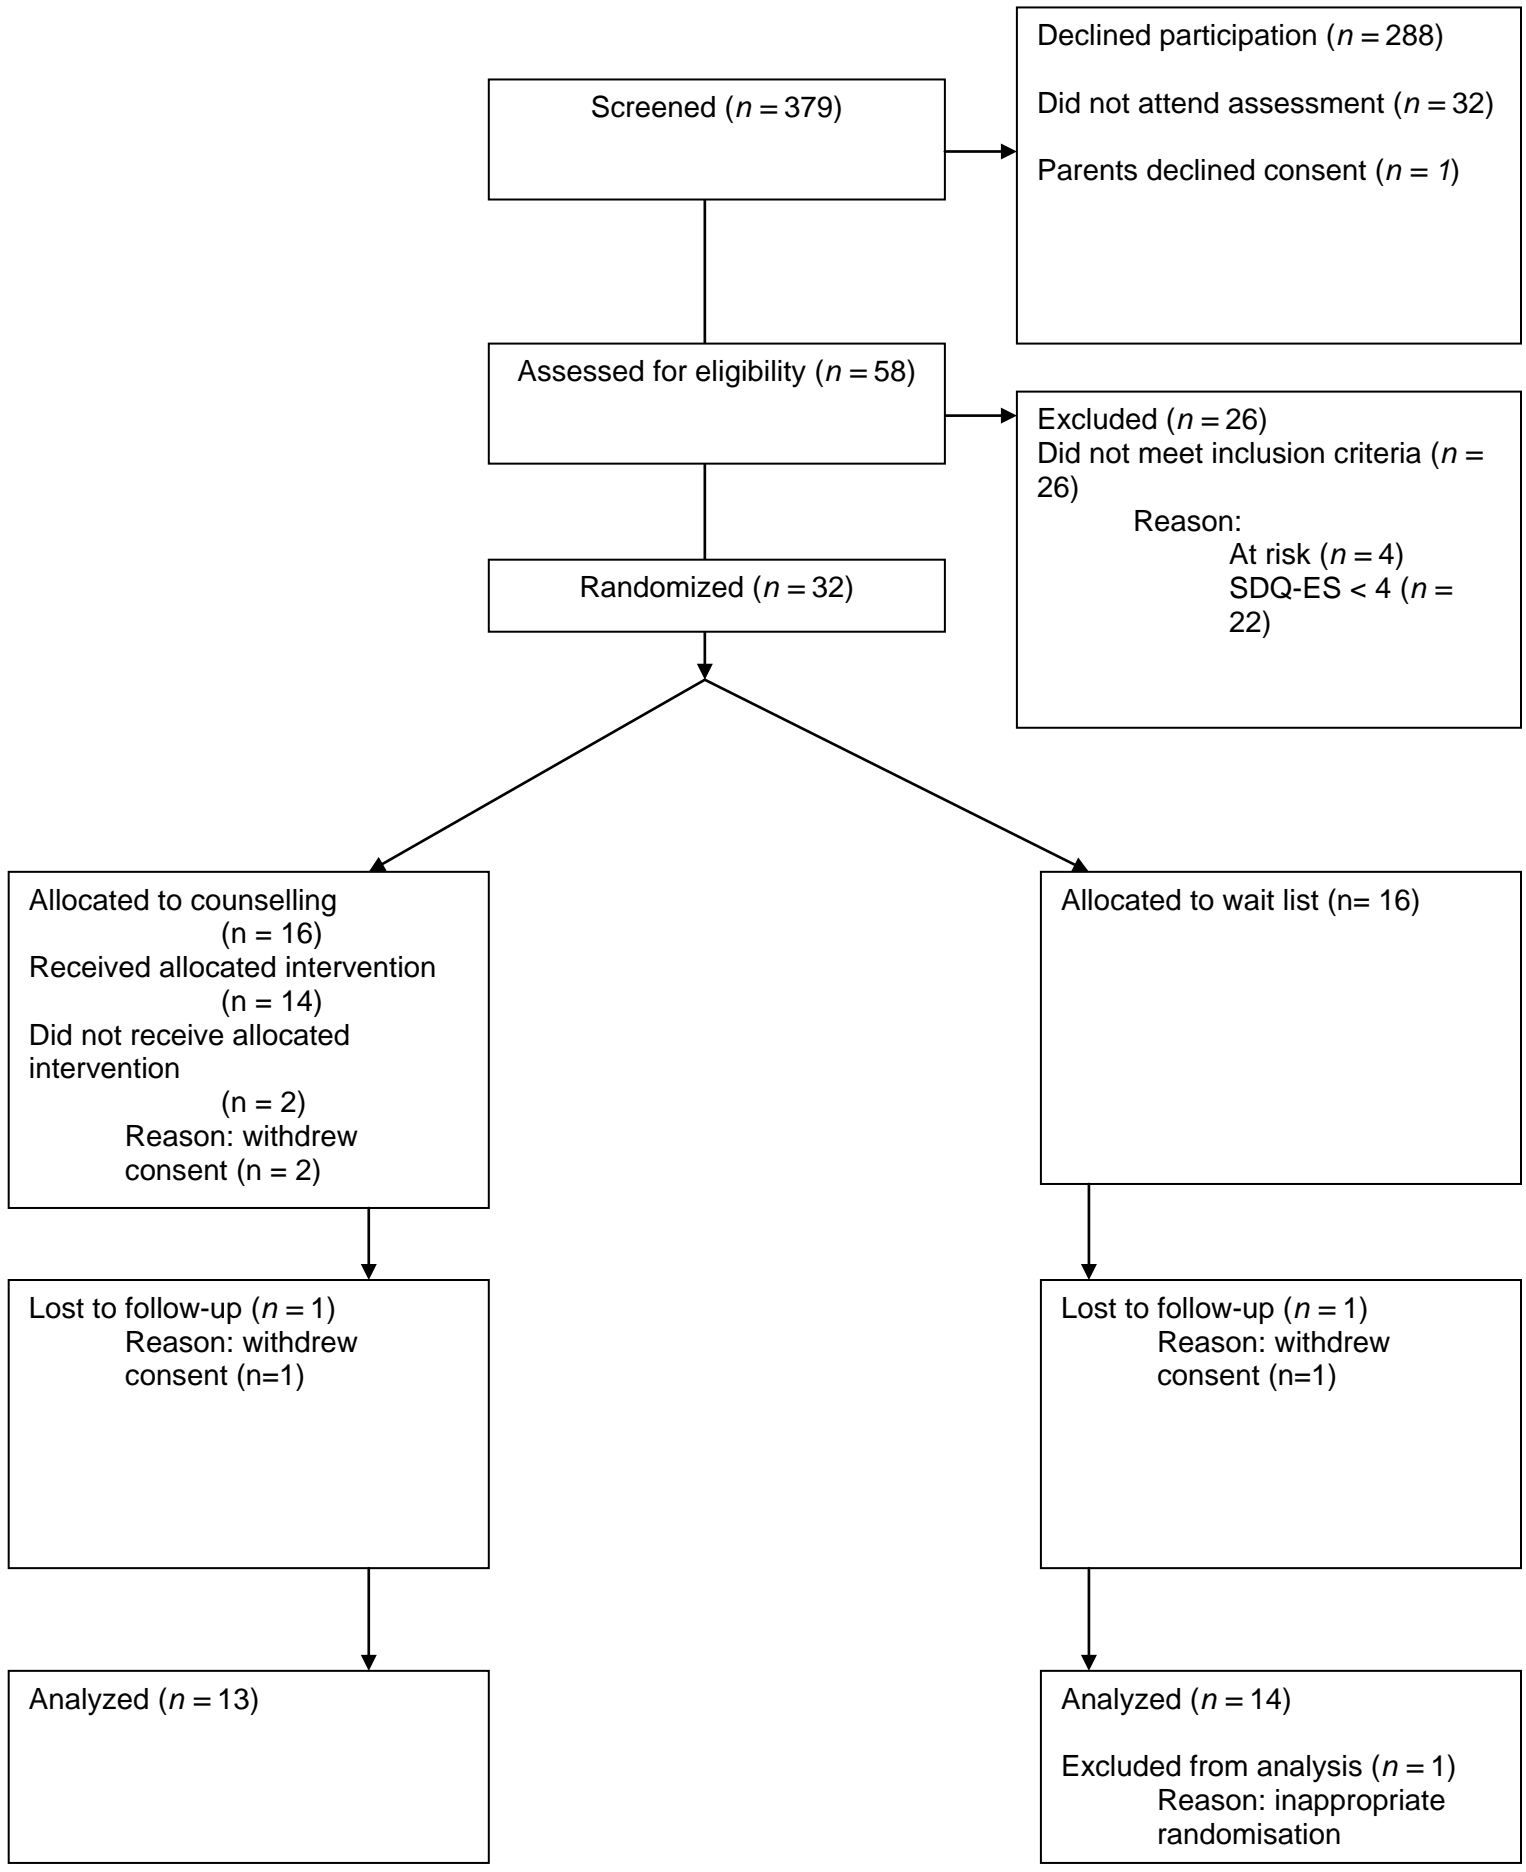 Declined participation (n = 288)
Did not attend assessment (n = 32)
Parents declined consent (n = 1)
Screened (n = 379)
Assessed for eligibility (n = 58)
Excluded (n = 26)
Did not meet inclusion criteria (n =
26)
Reason:
At risk (n = 4)
SDQ-ES < 4 (n =
22)
Randomized (n = 32)
Allocated to counselling
(n = 16)
Received allocated intervention
(n = 14)
Did not receive allocated
intervention
(n = 2)
Reason: withdrew
consent (n = 2)
Allocated to wait list (n= 16)
Lost to follow-up (n = 1)
Reason: withdrew
consent (n=1)
Lost to follow-up (n = 1)
Reason: withdrew
consent (n=1)
Analyzed (n = 13)
Analyzed (n = 14)
Excluded from analysis (n = 1)
Reason: inappropriate
randomisation